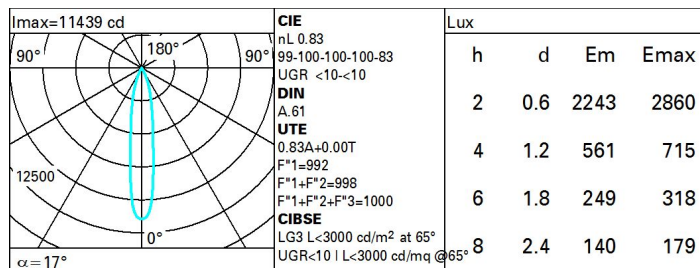 Imax=11439 cd
90°
180°
90°
12500
0°
α=17°
CIE
nL 0.83
99-100-100-100-83
UGR <10-<10
DIN
A.61
UTE
0.83A+0.00T
F"1=992
F"1+F"2=998
F"1+F"2+F"3=1000
CIBSE
LG3 L<3000 cd/m² at 65°
UGR<10 | L<3000 cd/mq @65°
Lux
h d Em Emax
2 0.6 2243 2860
4 1.2 561 715
6 1.8 249 318
8 2.4 140 179